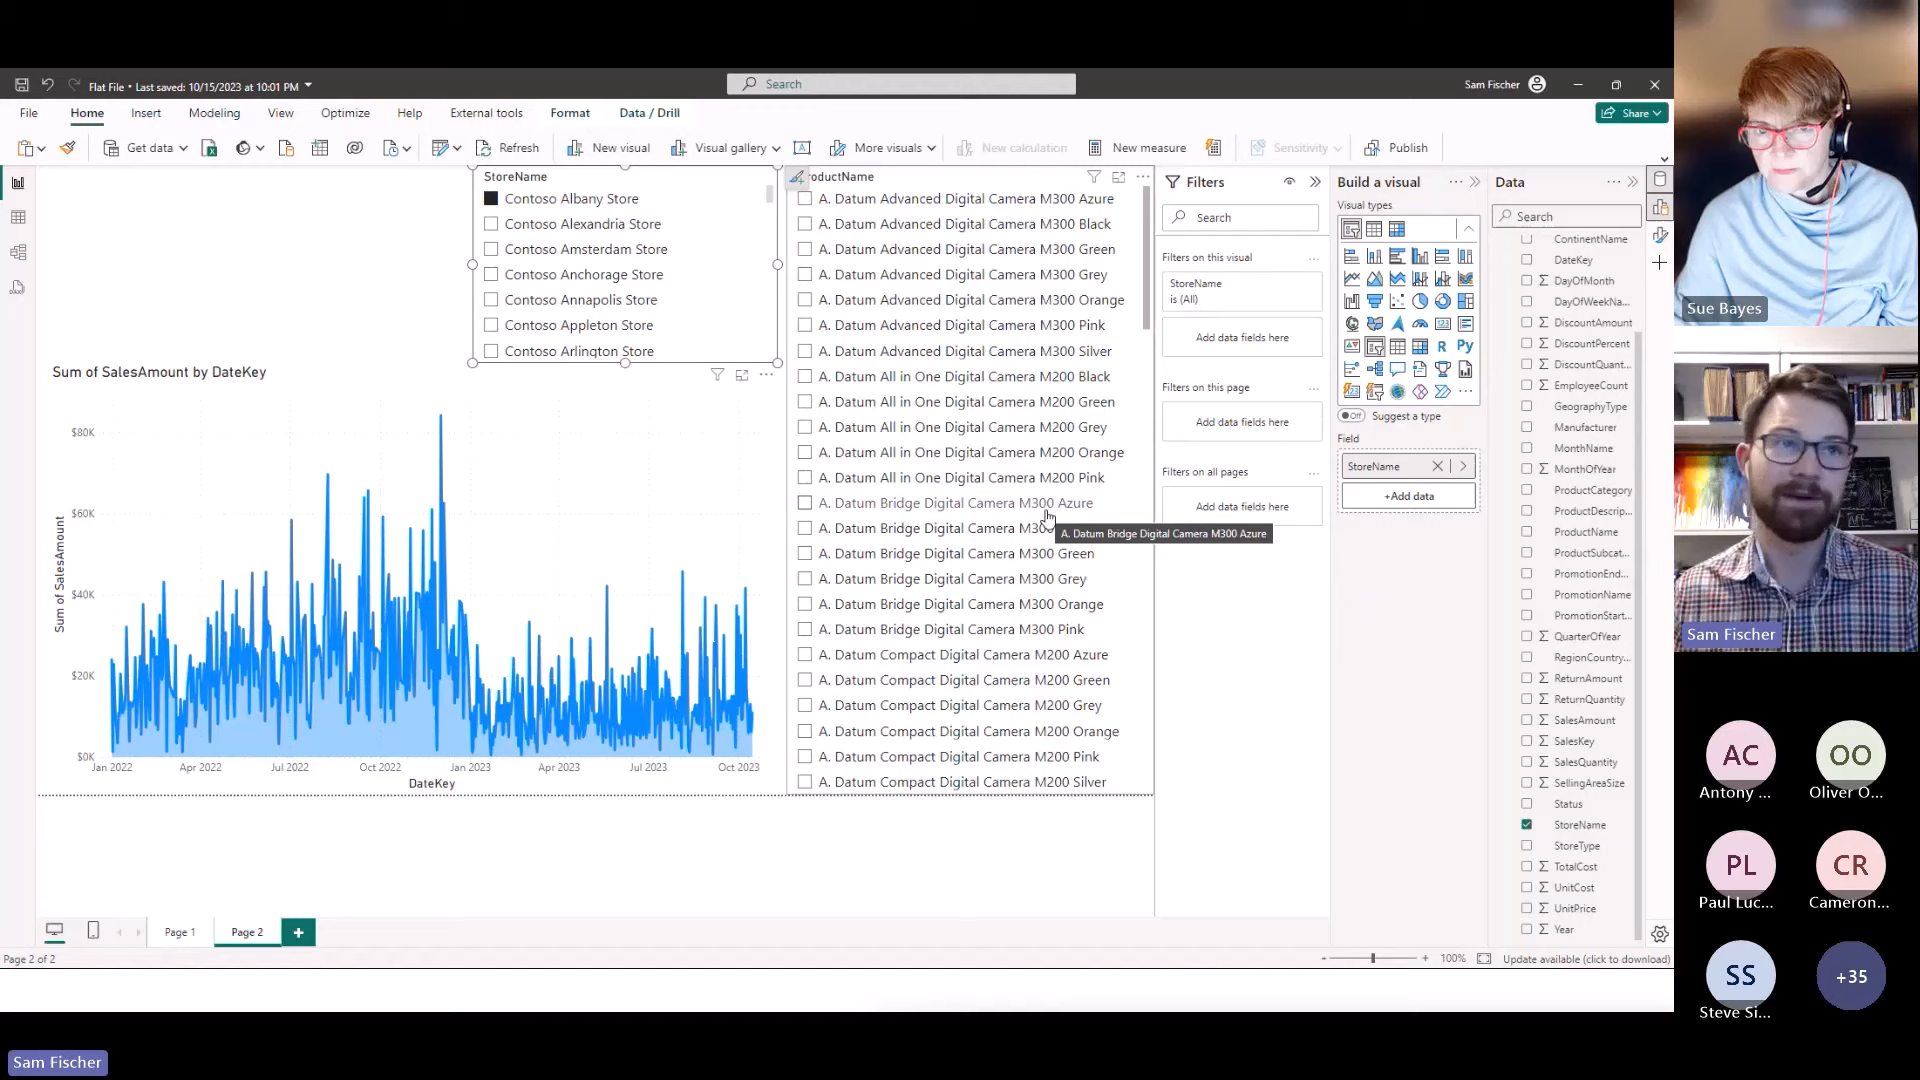 Flat File • Last saved: 10/15/2023 at 10:01 PM
Search
Sam Fischer
File
Home
Insert
Modeling
View
Optimize
Help
External tools
Format
Data / Drill
Share
Get data
Refresh
New visual
Visual gallery
More visuals
New calculation
New measure
Sensitivity
Publish
StoreName
Contoso Albany Store
Contoso Alexandria Store
Contoso Amsterdam Store
Contoso Anchorage Store
Contoso Annapolis Store
Contoso Appleton Store
Contoso Arlington Store
Sum of SalesAmount by DateKey
Sum of SalesAmount
$80K
$60K
$40K
$20K
$0K
Jan 2022
Apr 2022
Jul 2022
Oct 2022
Jan 2023
Apr 2023
Jul 2023
Oct 2023
DateKey
oductName
A. Datum Advanced Digital Camera M300 Azure
A. Datum Advanced Digital Camera M300 Black
A. Datum Advanced Digital Camera M300 Green
A. Datum Advanced Digital Camera M300 Grey
A. Datum Advanced Digital Camera M300 Orange
A. Datum Advanced Digital Camera M300 Pink
A. Datum Advanced Digital Camera M300 Silver
A. Datum All in One Digital Camera M200 Black
A. Datum All in One Digital Camera M200 Green
A. Datum All in One Digital Camera M200 Grey
A. Datum All in One Digital Camera M200 Orange
A. Datum All in One Digital Camera M200 Pink
A. Datum Bridge Digital Camera M300 Azure
A. Datum Bridge Digital Camera M300
A. Datum Bridge Digital Camera M300 Azure
A. Datum Bridge Digital Camera M300 Green
A. Datum Bridge Digital Camera M300 Grey
A. Datum Bridge Digital Camera M300 Orange
A. Datum Bridge Digital Camera M300 Pink
A. Datum Compact Digital Camera M200 Azure
A. Datum Compact Digital Camera M200 Green
A. Datum Compact Digital Camera M200 Grey
A. Datum Compact Digital Camera M200 Orange
A. Datum Compact Digital Camera M200 Pink
A. Datum Compact Digital Camera M200 Silver
Filters
Search
Filters on this visual
StoreName
is (All)
Add data fields here
Filters on this page
Add data fields here
Filters on all pages
Add data fields here
Build a visual
Visual types
R
Py
Off
Suggest a type
Field
StoreName
+Add data
Data
Search
ContinentName
DateKey
DayOfMonth
DayOfWeekNa...
DiscountAmount
DiscountPercent
DiscountQuant...
EmployeeCount
GeographyType
Manufacturer
MonthName
MonthOfYear
ProductCategory
ProductDescrip...
ProductName
ProductSubcat...
PromotionEnd...
PromotionName
PromotionStart...
QuarterOfYear
RegionCountry...
ReturnAmount
ReturnQuantity
SalesAmount
SalesKey
SalesQuantity
SellingAreaSize
Status
StoreName
StoreType
TotalCost
UnitCost
UnitPrice
Year
Page 1
Page 2
Page 2 of 2
100%
Update available (click to download)
Sue Bayes
Sam Fischer
AC
Antony ...
OO
Oliver O...
PL
Paul Luc...
CR
Cameron...
SS
Steve Si...
+35
Sam Fischer